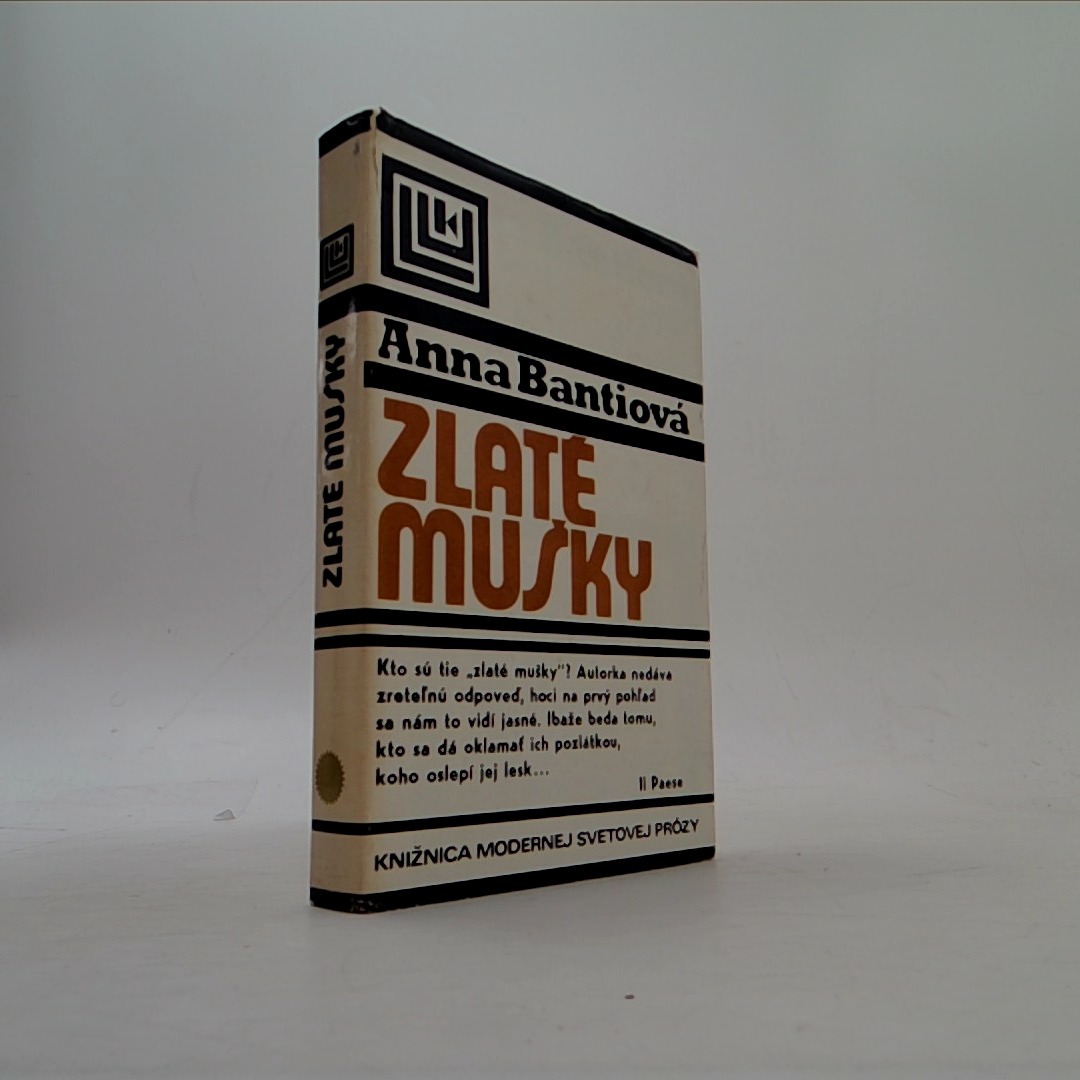 ZLATÉ MUŠKY
Anna Bantiová
ZLATÉ
MUŠKY
Kto sú tie „zlaté mušky"? Autorka nedáva
zreteľnú odpoveď, hoci na prvý pohľad
sa nám to vidí jasné. Ibaže beda tomu,
kto sa dá oklamať ich pozlátkou,
koho oslepí jej lesk...
Il Paese
KNIŽNICA MODERNEJ SVETOVEJ PRÓZY